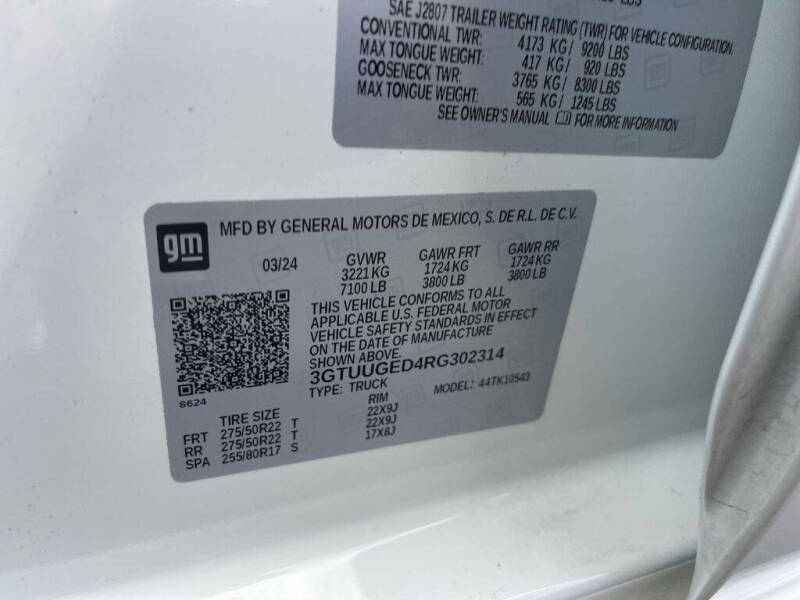 LBS
SAE J2807 TRAILER WEIGHT RATING (TWR) FOR VEHICLE CONFIGURATION.
CONVENTIONAL TWR: 4173 KG / 9200 LBS
MAX TONGUE WEIGHT: 417 KG / 920 LBS
GOOSENECK TWR: 3765 KG / 8300 LBS
MAX TONGUE WEIGHT: 565 KG / 1245 LBS
SEE OWNER'S MANUAL FOR MORE INFORMATION
gm
MFD BY GENERAL MOTORS DE MEXICO, S. DE R.L. DE C.V.
03/24 GVWR GAWR FRT GAWR RR
3221 KG 1724 KG 1724 KG
7100 LB 3800 LB 3800 LB
THIS VEHICLE CONFORMS TO ALL
APPLICABLE U.S. FEDERAL MOTOR
VEHICLE SAFETY STANDARDS IN EFFECT
ON THE DATE OF MANUFACTURE
SHOWN ABOVE.
3GTUUGED4RG302314
TYPE: TRUCK MODEL: 44TK10543
8624
TIRE SIZE RIM
FRT 275/50R22 T 22X9J
RR 275/50R22 T 22X9J
SPA 255/80R17 S 17X8J